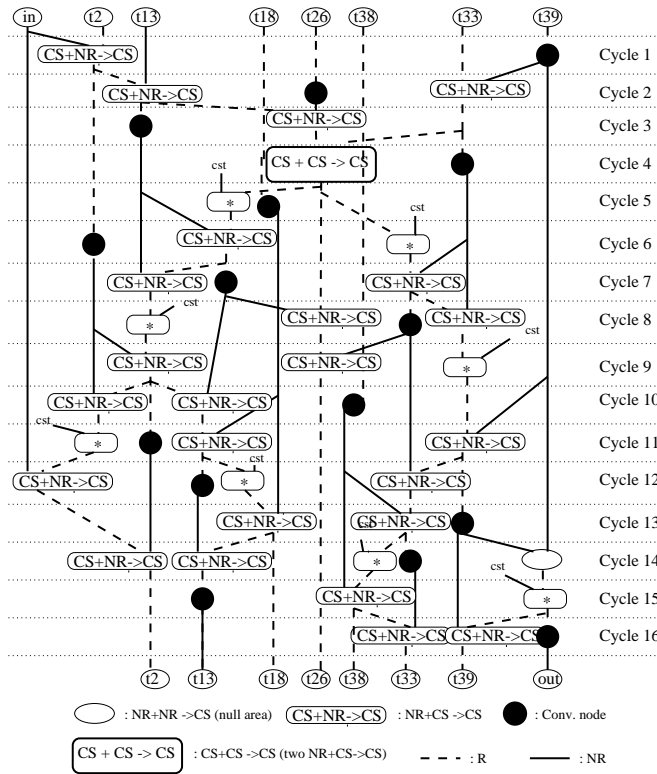 in t2 t13 t18 t26 t38 t33 t39
CS+NR->CS Cycle 1
CS+NR->CS CS+NR->CS Cycle 2
CS+NR->CS Cycle 3
CS + CS -> CS Cycle 4
cst
* Cycle 5
cst
CS+NR->CS * Cycle 6
CS+NR->CS CS+NR->CS Cycle 7
cst
* CS+NR->CS CS+NR->CS Cycle 8
cst
CS+NR->CS CS+NR->CS * Cycle 9
CS+NR->CS CS+NR->CS Cycle 10
cst
* CS+NR->CS CS+NR->CS Cycle 11
cst
CS+NR->CS * CS+NR->CS Cycle 12
CS+NR->CS CS+NR->CS Cycle 13
cst
CS+NR->CS CS+NR->CS * Cycle 14
cst
CS+NR->CS * Cycle 15
CS+NR->CS CS+NR->CS Cycle 16
t2 t13 t18 t26 t38 t33 t39 out
: NR+NR ->CS (null area) CS+NR->CS : NR+CS ->CS : Conv. node
CS + CS -> CS : CS+CS ->CS (two NR+CS->CS) : R : NR